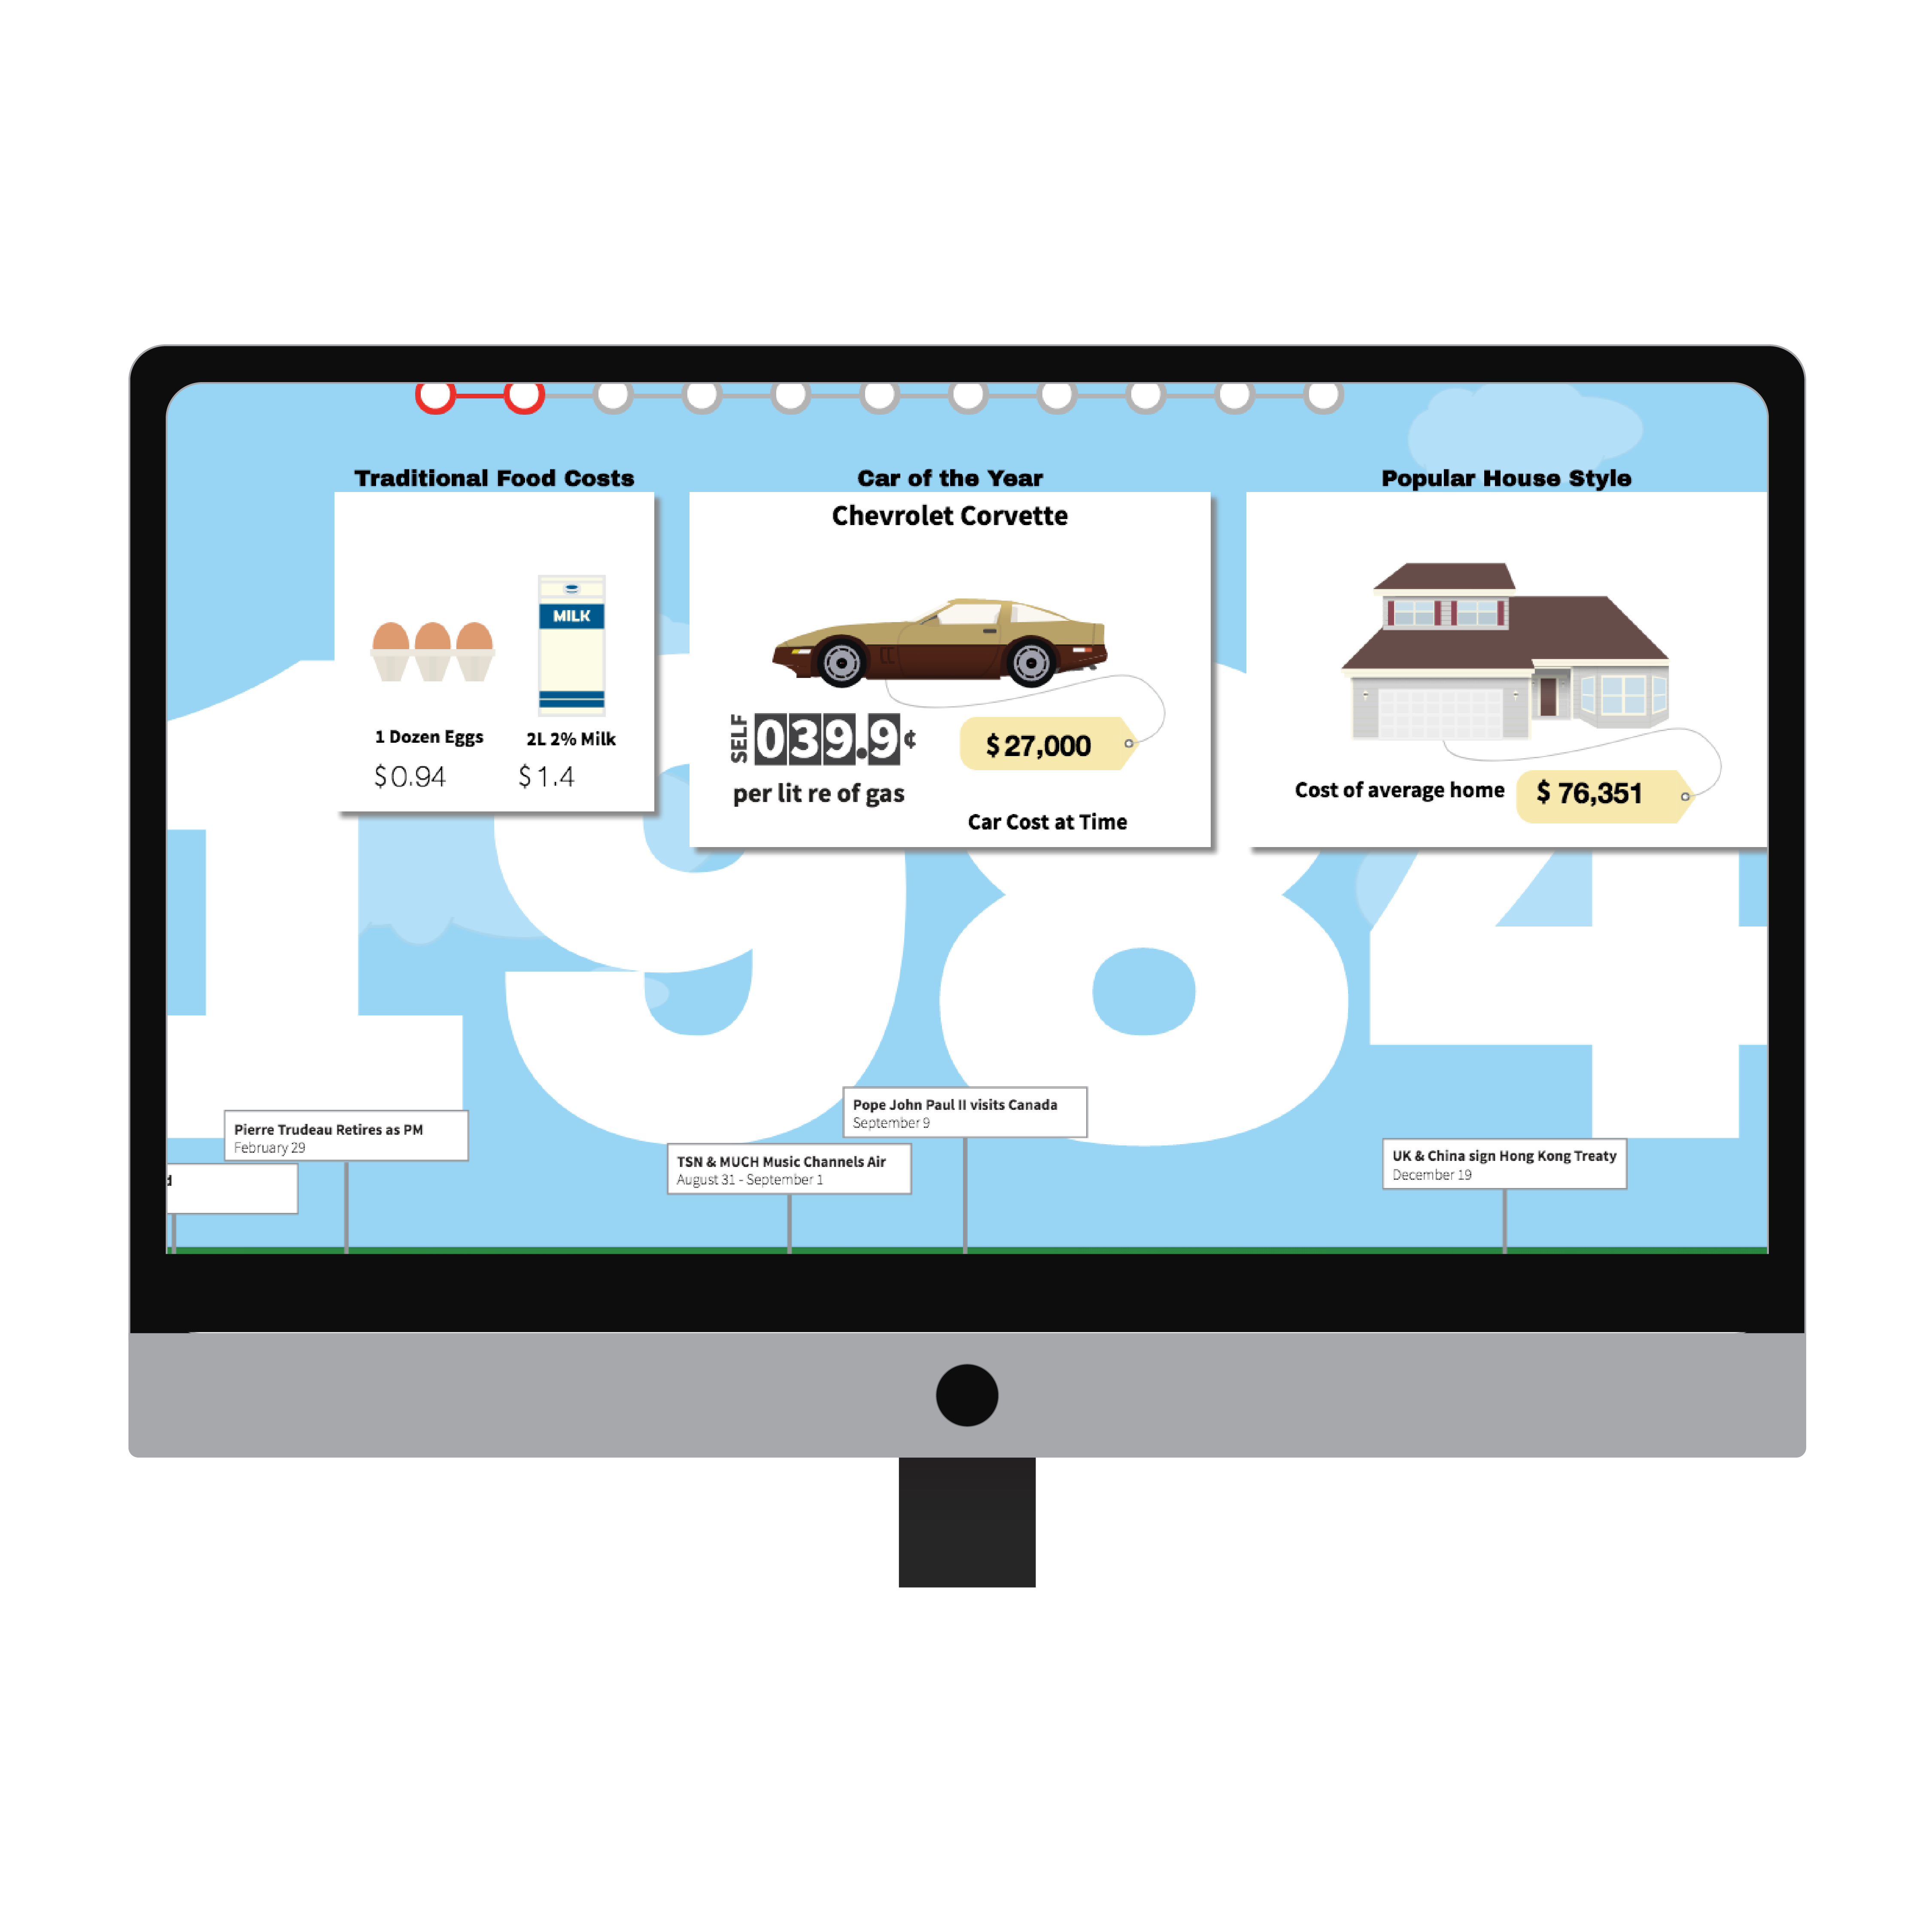 Traditional Food Costs
Car of the Year
Popular House Style
Chevrolet Corvette
MILK
1 Dozen Eggs
2L 2% Milk
$0.94
$1.4
SELF
039.9¢
per lit re of gas
$ 27,000
Car Cost at Time
Cost of average home
$ 76,351
1984
Pierre Trudeau Retires as PM
February 29
d
TSN & MUCH Music Channels Air
August 31 - September 1
Pope John Paul II visits Canada
September 9
UK & China sign Hong Kong Treaty
December 19